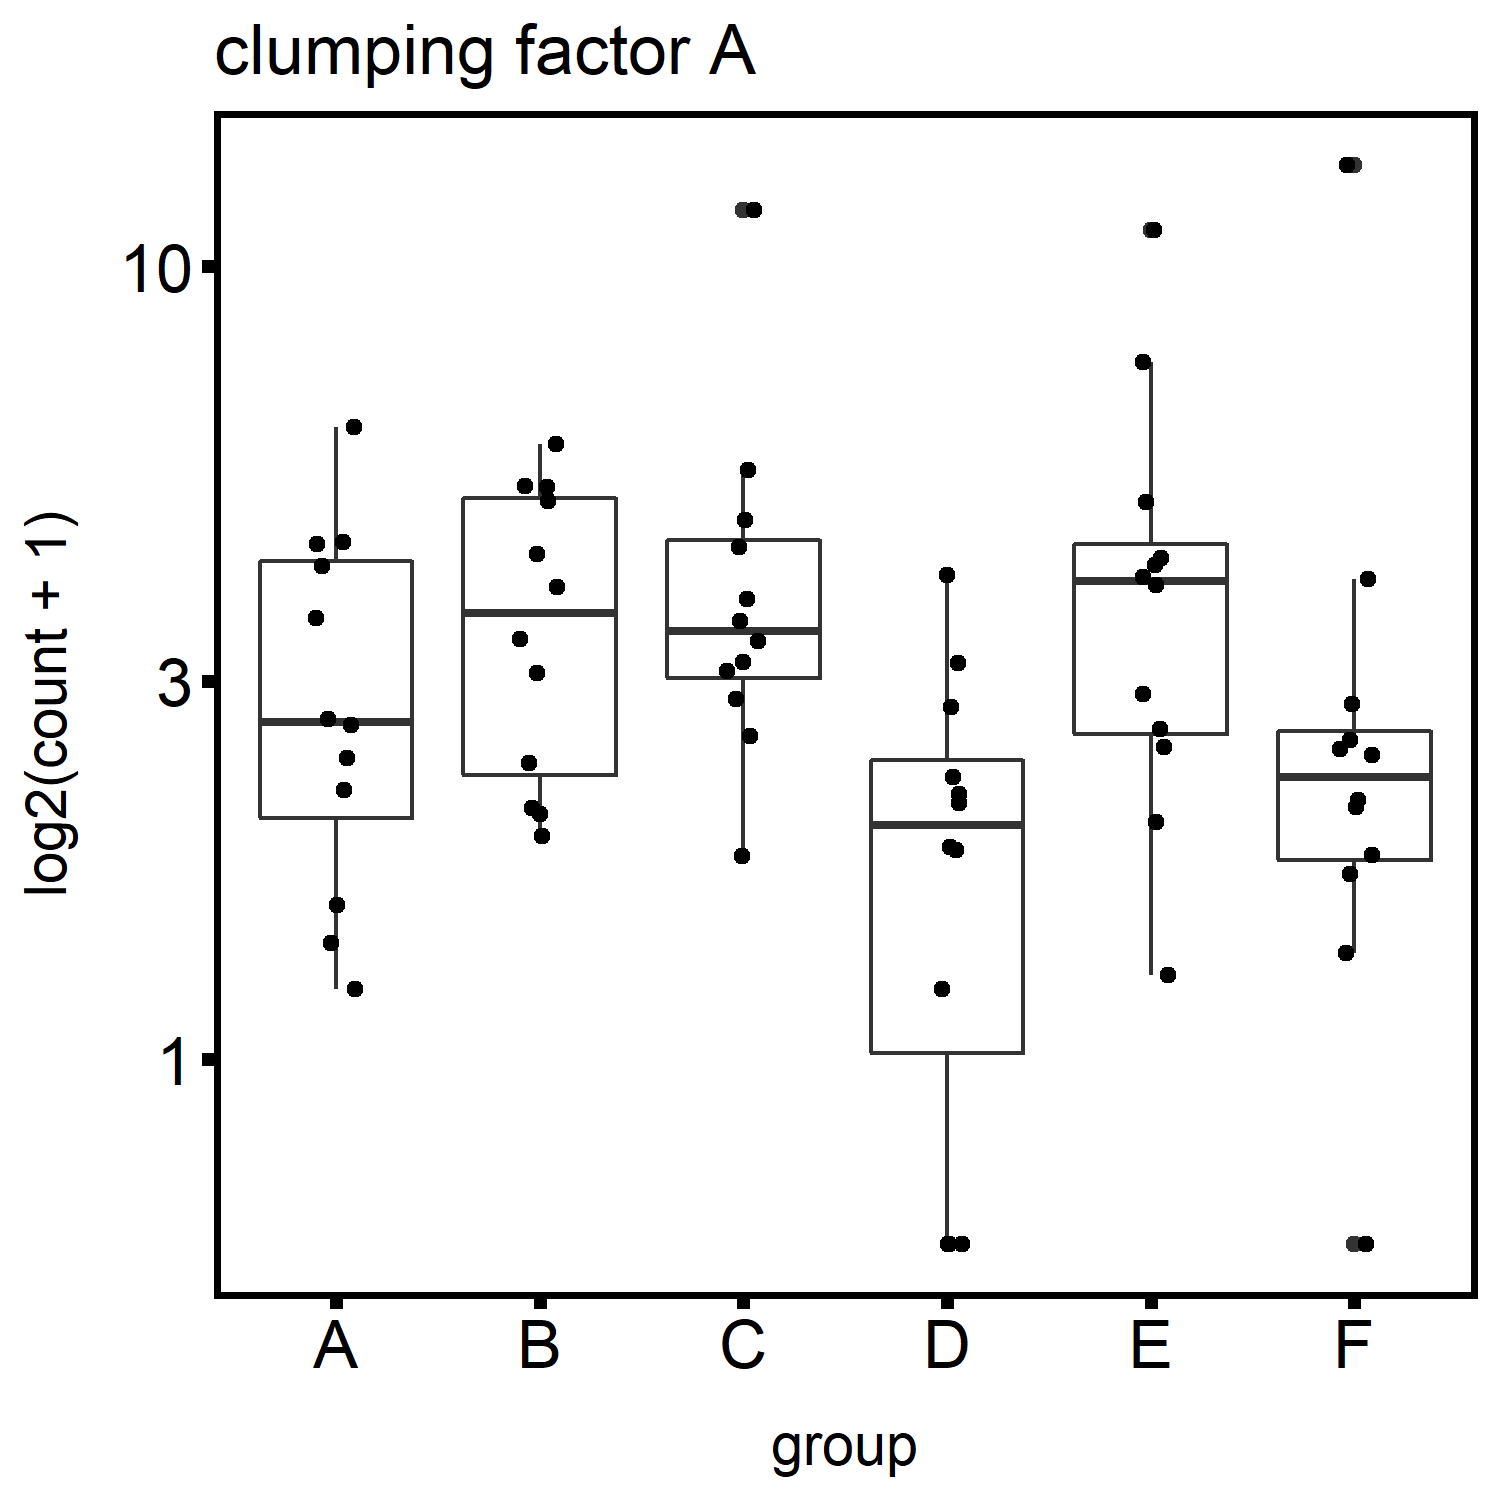 clumping factor A
log2(count + 1)
10
3
1
A B C D E F
group